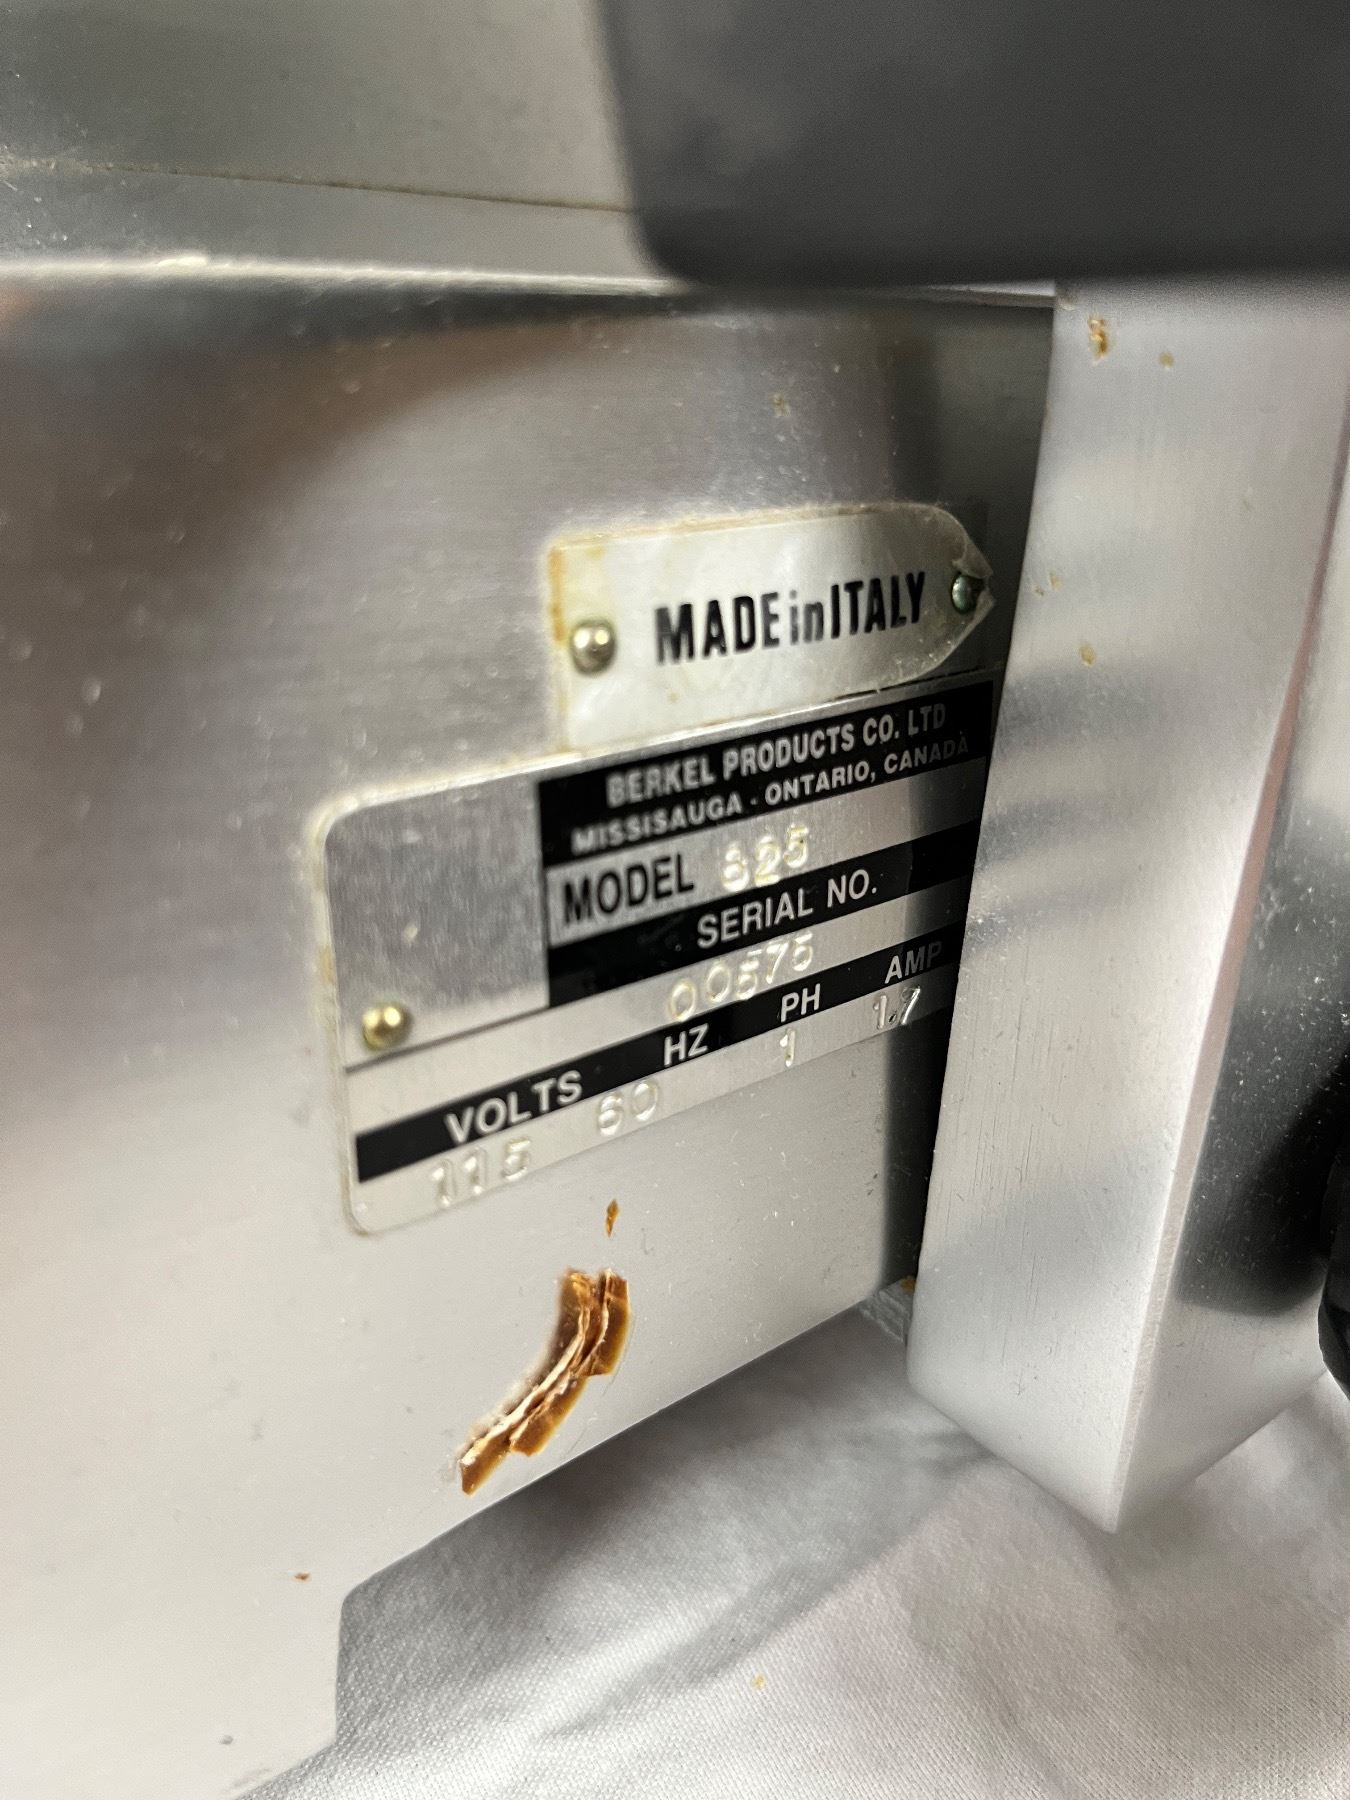 MADE in ITALY
BERKEL PRODUCTS CO. LTD
MISSISAUGA - ONTARIO, CANADA
MODEL 825
SERIAL NO.
00575
VOLTS HZ PH AMP
115 60 1 1.7